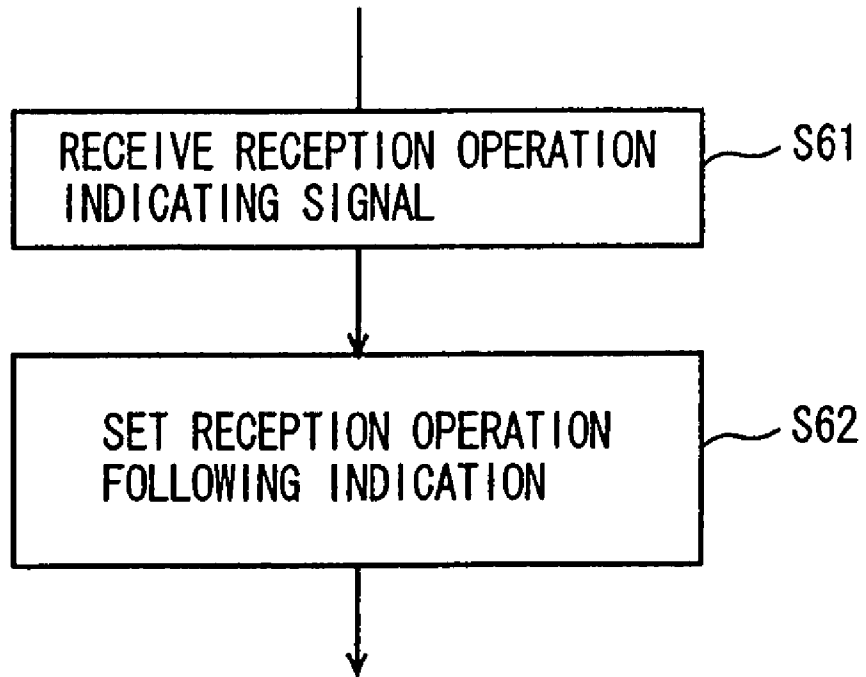 RECEIVE RECEPTION OPERATION
INDICATING SIGNAL
S61
SET RECEPTION OPERATION
FOLLOWING INDICATION
S62